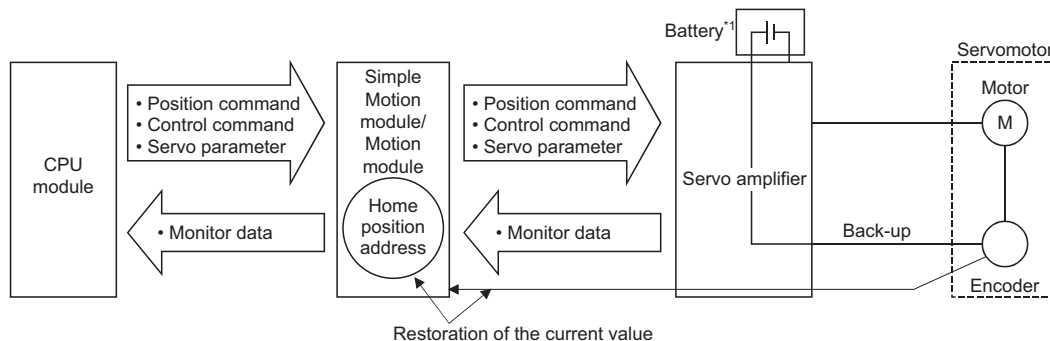 Battery*1
Servomotor
CPU
module
• Position command
• Control command
• Servo parameter
• Monitor data
Simple
Motion
module/
Motion
module
Home
position
address
• Position command
• Control command
• Servo parameter
• Monitor data
Servo amplifier
Motor
M
Back-up
Encoder
Restoration of the current value